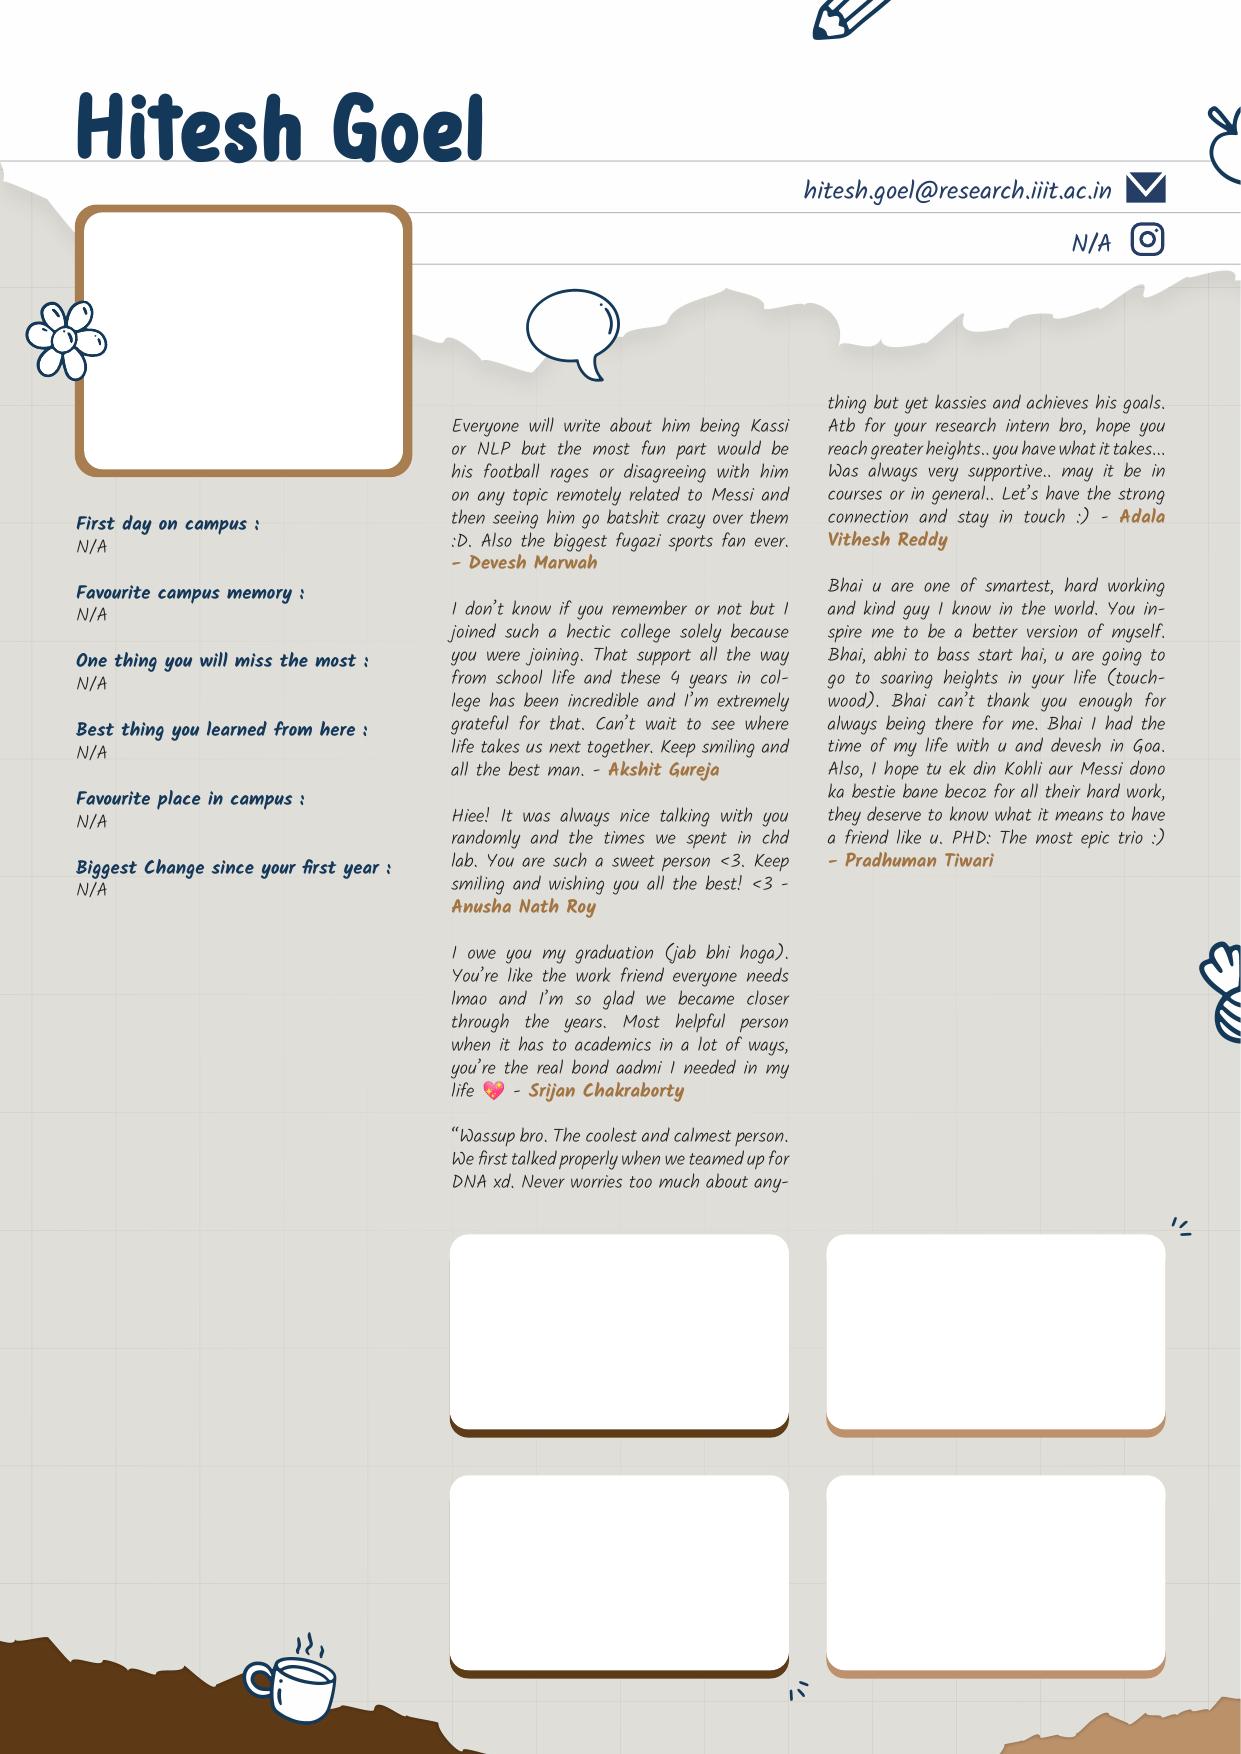 Hitesh Goel
hitesh.goel@research.iiit.ac.in
N/A
First day on campus :
N/A
Favourite campus memory :
N/A
One thing you will miss the most :
N/A
Best thing you learned from here :
N/A
Favourite place in campus :
N/A
Biggest Change since your first year :
N/A
Everyone will write about him being Kassi
or NLP but the most fun part would be
his football rages or disagreeing with him
on any topic remotely related to Messi and
then seeing him go batshit crazy over them
:D. Also the biggest fugazi sports fan ever.
- Devesh Marwah
I don't know if you remember or not but I
joined such a hectic college solely because
you were joining. That support all the way
from school life and these 4 years in col-
lege has been incredible and I'm extremely
grateful for that. Can't wait to see where
life takes us next together. Keep smiling and
all the best man. - Akshit Gureja
Hiee! It was always nice talking with you
randomly and the times we spent in chd
lab. You are such a sweet person <3. Keep
smiling and wishing you all the best! <3 -
Anusha Nath Roy
I owe you my graduation (jab bhi hoga).
You're like the work friend everyone needs
lmao and I'm so glad we became closer
through the years. Most helpful person
when it has to academics in a lot of ways,
you're the real bond aadmi I needed in my
life 💖 - Srijan Chakraborty
“Wassup bro. The coolest and calmest person.
We first talked properly when we teamed up for
DNA xd. Never worries too much about any-
thing but yet kassies and achieves his goals.
Atb for your research intern bro, hope you
reach greater heights.. you have what it takes...
Was always very supportive.. may it be in
courses or in general.. Let's have the strong
connection and stay in touch :) - Adala
Vithesh Reddy
Bhai u are one of smartest, hard working
and kind guy I know in the world. You in-
spire me to be a better version of myself.
Bhai, abhi to bass start hai, u are going to
go to soaring heights in your life (touch-
wood). Bhai can't thank you enough for
always being there for me. Bhai I had the
time of my life with u and devesh in Goa.
Also, I hope tu ek din Kohli aur Messi dono
ka bestie bane becoz for all their hard work,
they deserve to know what it means to have
a friend like u. PHD: The most epic trio :)
- Pradhuman Tiwari